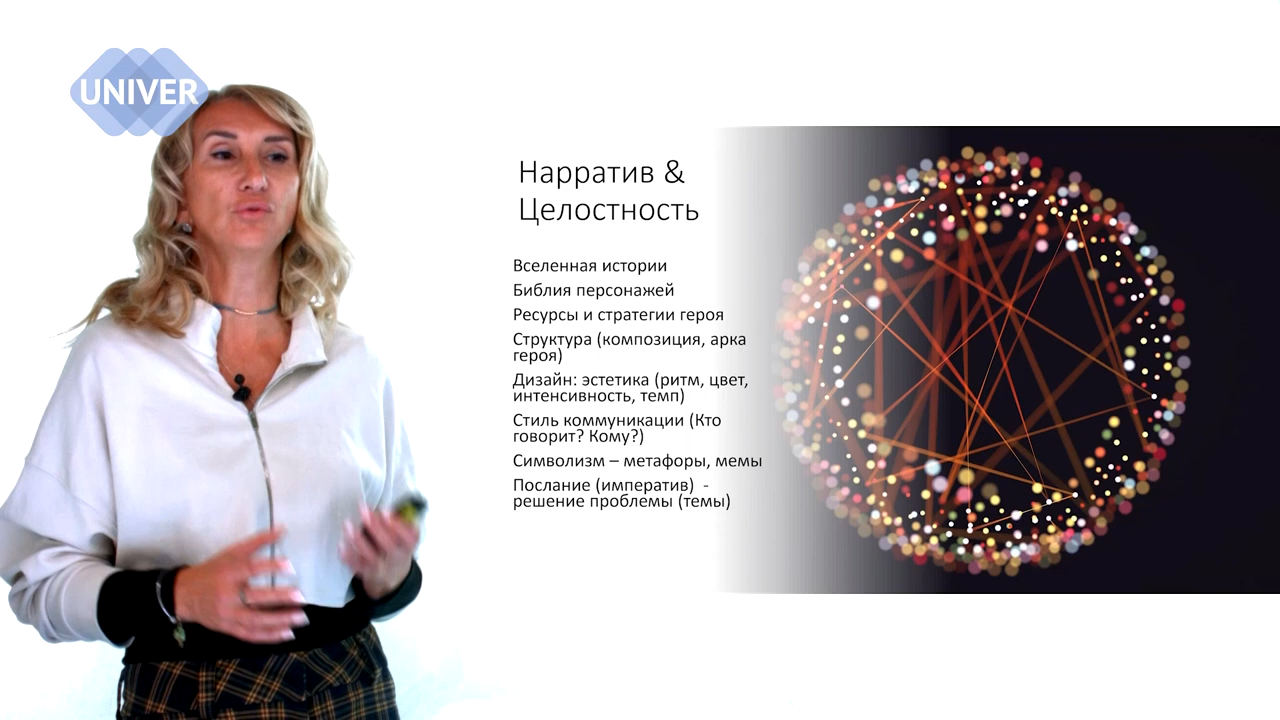 UNIVER
Нарратив &
Целостность
Вселенная истории
Библия персонажей
Ресурсы и стратегии героя
Структура (композиция, арка
героя)
Дизайн: эстетика (ритм, цвет,
интенсивность, темп)
Стиль коммуникации (Кто
говорит? Кому?)
Символизм – метафоры, мемы
Послание (императив)  -
решение проблемы (темы)